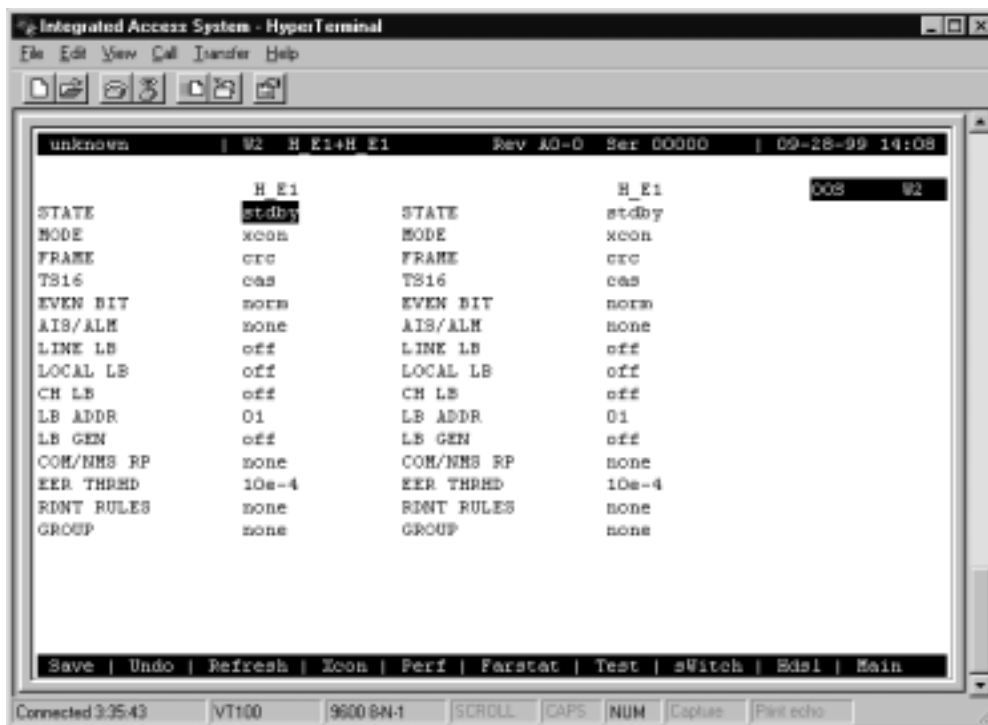 Integrated Access System - HyperTerminal
File Edit View Call Transfer Help
unknown | W2 H_E1+H_E1 Rev A0-0 Ser 00000 | 09-28-99 14:08
H_E1 H_E1 OOS W2
STATE stdby STATE stdby
MODE xcon MODE xcon
FRAME crc FRAME crc
TS16 cas TS16 cas
EVEN BIT norm EVEN BIT norm
AIS/ALM none AIS/ALM none
LINE LB off LINE LB off
LOCAL LB off LOCAL LB off
CH LB off CH LB off
LB ADDR 01 LB ADDR 01
LB GEN off LB GEN off
COM/NMS RP none COM/NMS RP none
EER THRHD 10e-4 EER THRHD 10e-4
RDNT RULES none RDNT RULES none
GROUP none GROUP none
Save | Undo | Refresh | Xcon | Perf | Farstat | Test | sWitch | Hdsl | Main
Connected 3:35:43 VT100 9600 8-N-1 SCROLL CAPS NUM Capture Print echo